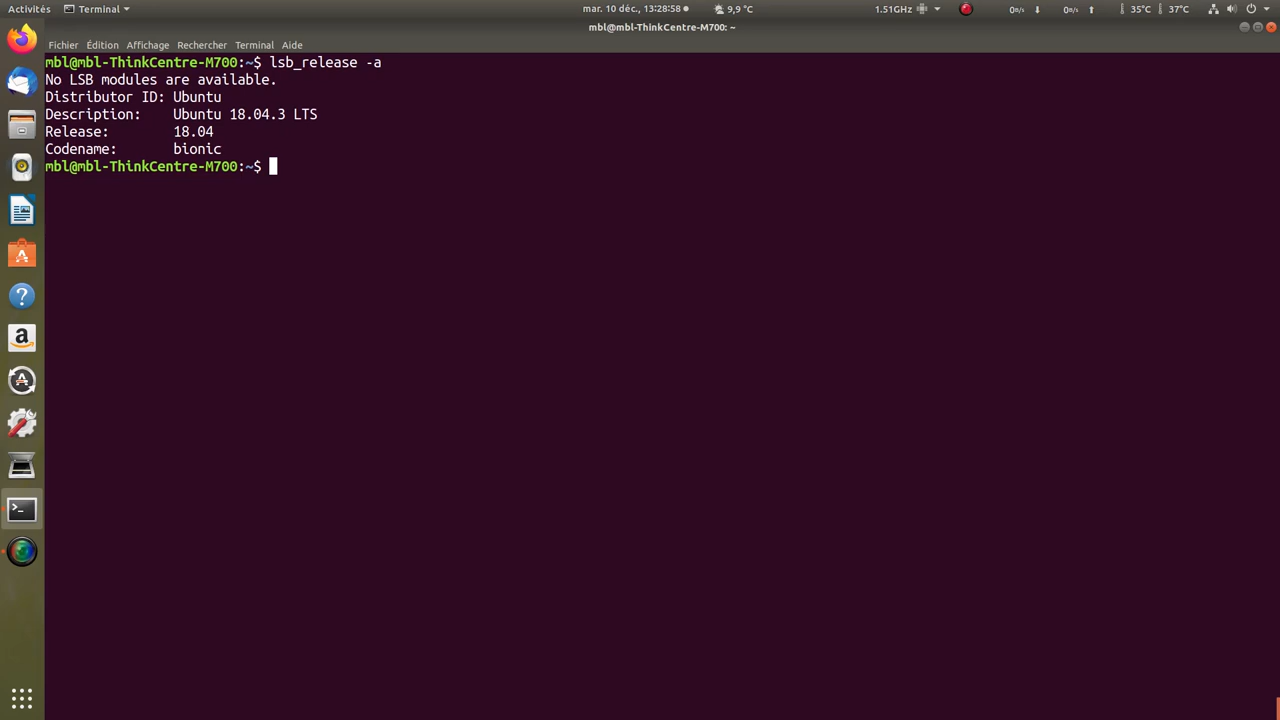 Activités Terminal mar. 10 déc., 13:28:58 9,9 °C 1.51GHz 0m/s 0m/s 35°C 37°C
mbl@mbl-ThinkCentre-M700: ~
Fichier Édition Affichage Rechercher Terminal Aide
mbl@mbl-ThinkCentre-M700:~$ lsb_release -a
No LSB modules are available.
Distributor ID: Ubuntu
Description: Ubuntu 18.04.3 LTS
Release: 18.04
Codename: bionic
mbl@mbl-ThinkCentre-M700:~$